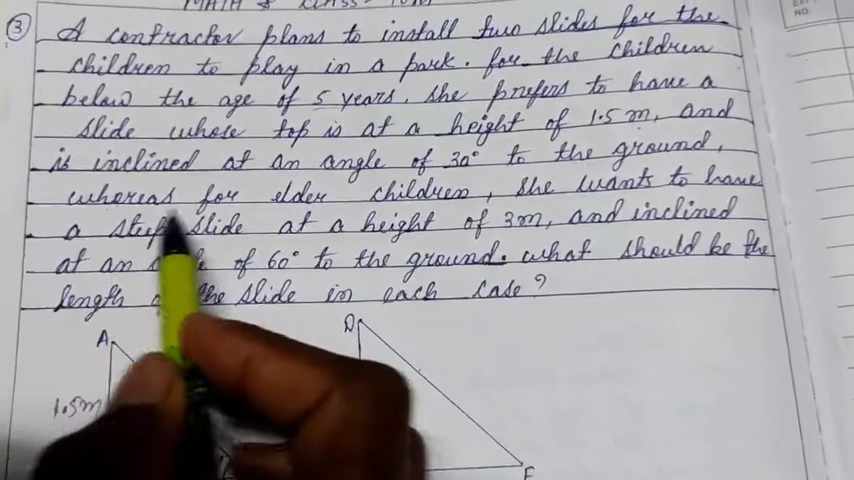 MATH & CLASS - 10th
③ A contractor plans to install two slides for the
children to play in a park. for the children
below the age of 5 years. she prefers to have a
slide whose top is at a height of 1.5 m, and
is inclined at an angle of 30° to the ground,
whereas for elder children, she wants to have
a steep slide at a height of 3m, and inclined
at an of 60° to the ground. what should be the
length the slide in each case?
A
D
1.5m
NO.